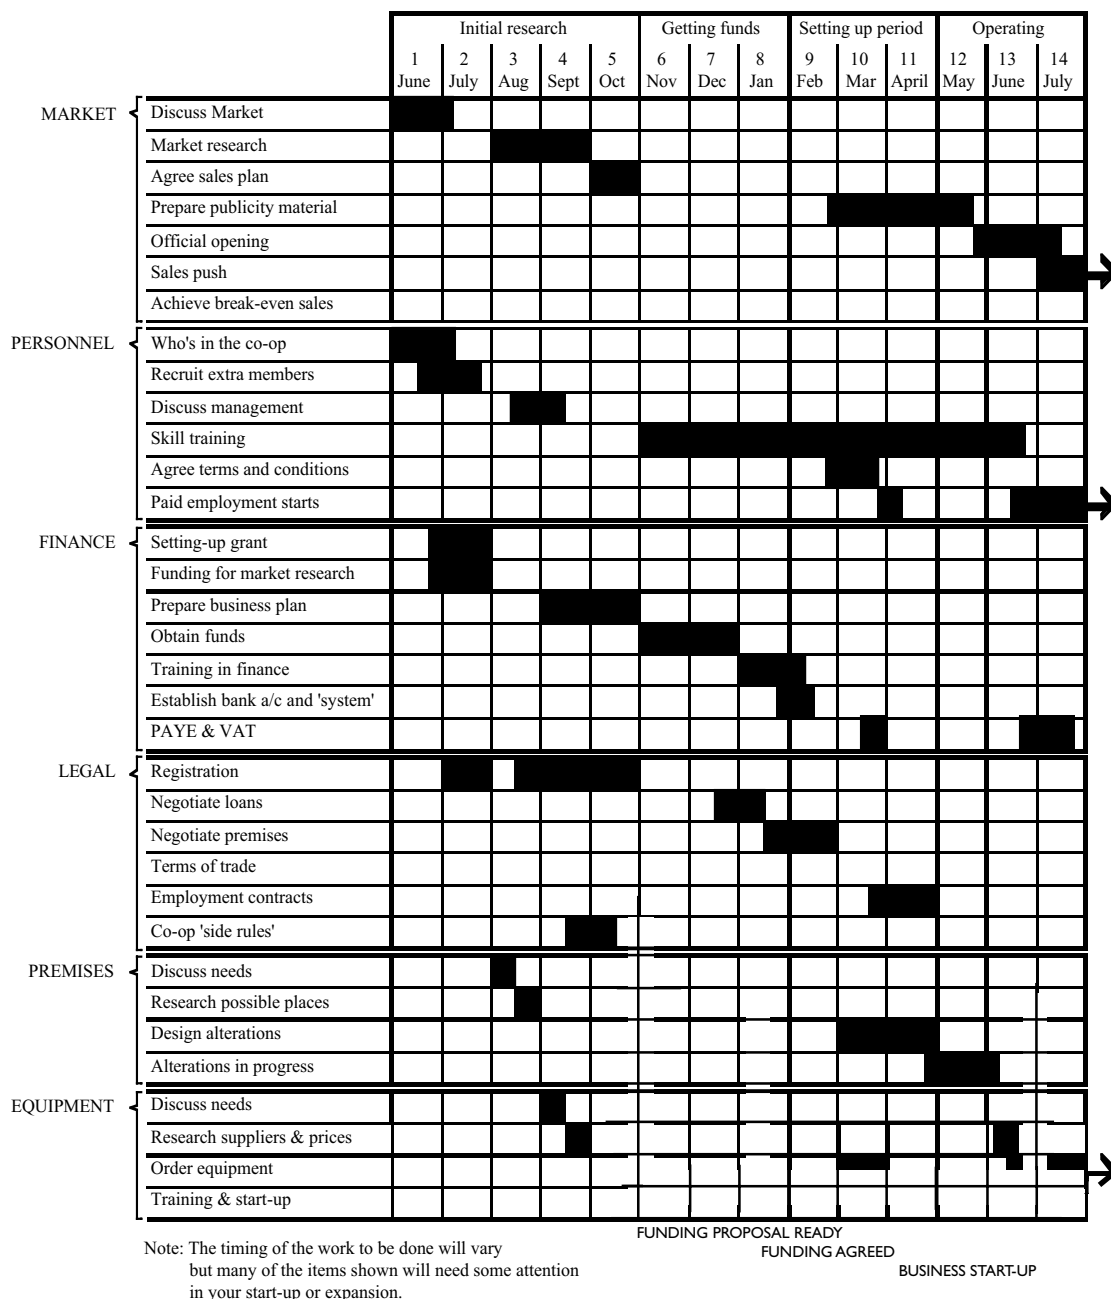 Initial research Getting funds Setting up period Operating
1 2 3 4 5 6 7 8 9 10 11 12 13 14
June July Aug Sept Oct Nov Dec Jan Feb Mar April May June July
MARKET Discuss Market
Market research
Agree sales plan
Prepare publicity material
Official opening
Sales push
Achieve break-even sales
PERSONNEL Who's in the co-op
Recruit extra members
Discuss management
Skill training
Agree terms and conditions
Paid employment starts
FINANCE Setting-up grant
Funding for market research
Prepare business plan
Obtain funds
Training in finance
Establish bank a/c and 'system'
PAYE & VAT
LEGAL Registration
Negotiate loans
Negotiate premises
Terms of trade
Employment contracts
Co-op 'side rules'
PREMISES Discuss needs
Research possible places
Design alterations
Alterations in progress
EQUIPMENT Discuss needs
Research suppliers & prices
Order equipment
Training & start-up
FUNDING PROPOSAL READY
FUNDING AGREED
BUSINESS START-UP
Note: The timing of the work to be done will vary
but many of the items shown will need some attention
in your start-up or expansion.